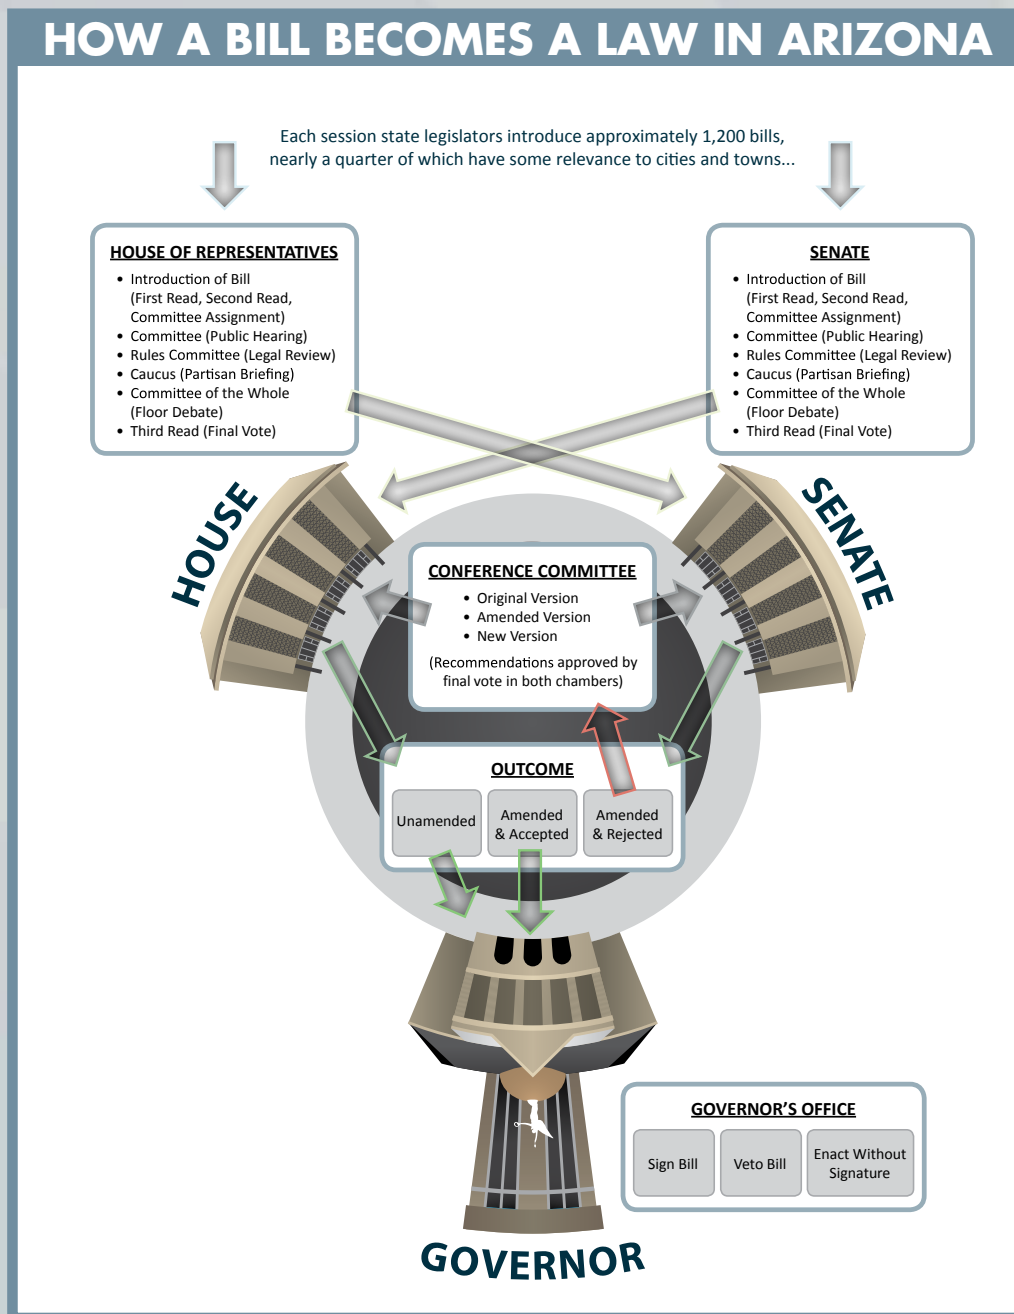 HOW A BILL BECOMES A LAW IN ARIZONA
Each session state legislators introduce approximately 1,200 bills,
nearly a quarter of which have some relevance to cities and towns...
HOUSE OF REPRESENTATIVES
• Introduction of Bill
(First Read, Second Read,
Committee Assignment)
• Committee (Public Hearing)
• Rules Committee (Legal Review)
• Caucus (Partisan Briefing)
• Committee of the Whole
(Floor Debate)
• Third Read (Final Vote)
SENATE
• Introduction of Bill
(First Read, Second Read,
Committee Assignment)
• Committee (Public Hearing)
• Rules Committee (Legal Review)
• Caucus (Partisan Briefing)
• Committee of the Whole
(Floor Debate)
• Third Read (Final Vote)
HOUSE
SENATE
CONFERENCE COMMITTEE
• Original Version
• Amended Version
• New Version
(Recommendations approved by
final vote in both chambers)
OUTCOME
Unamended
Amended
& Accepted
Amended
& Rejected
GOVERNOR'S OFFICE
Sign Bill
Veto Bill
Enact Without
Signature
GOVERNOR